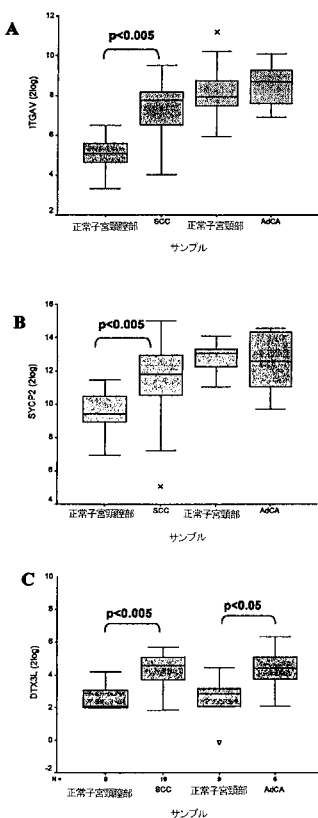 A
p<0.005
ITGAV (2log)
12
10
8
6
4
2
正常子宮頸膣部 SCC 正常子宮頸部 AdCA
サンプル
B
p<0.005
SYCP2 (2log)
16
14
12
10
8
6
4
正常子宮頸膣部 SCC 正常子宮頸部 AdCA
サンプル
C
p<0.005 p<0.05
DTX3L (2log)
10
8
6
4
2
0
-2
N = 9 19 9 6
正常子宮頸膣部 SCC 正常子宮頸部 AdCA
サンプル